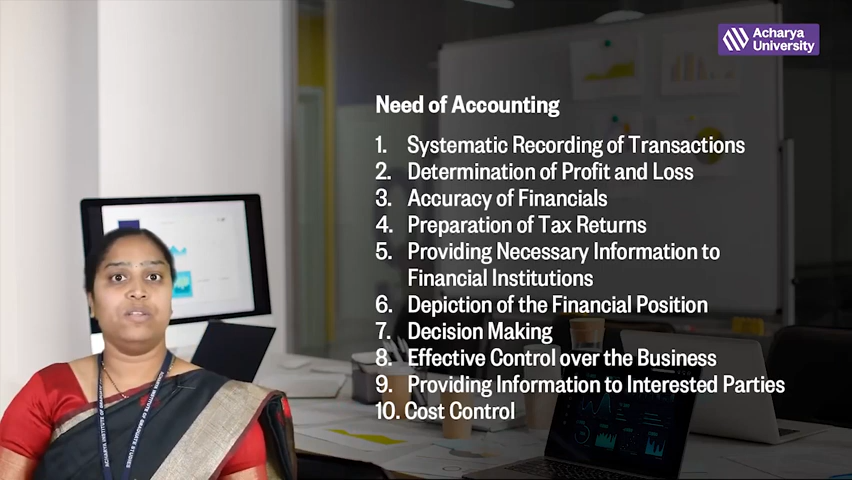 Acharya
University
Need of Accounting
1. Systematic Recording of Transactions
2. Determination of Profit and Loss
3. Accuracy of Financials
4. Preparation of Tax Returns
5. Providing Necessary Information to
Financial Institutions
6. Depiction of the Financial Position
7. Decision Making
8. Effective Control over the Business
9. Providing Information to Interested Parties
10. Cost Control